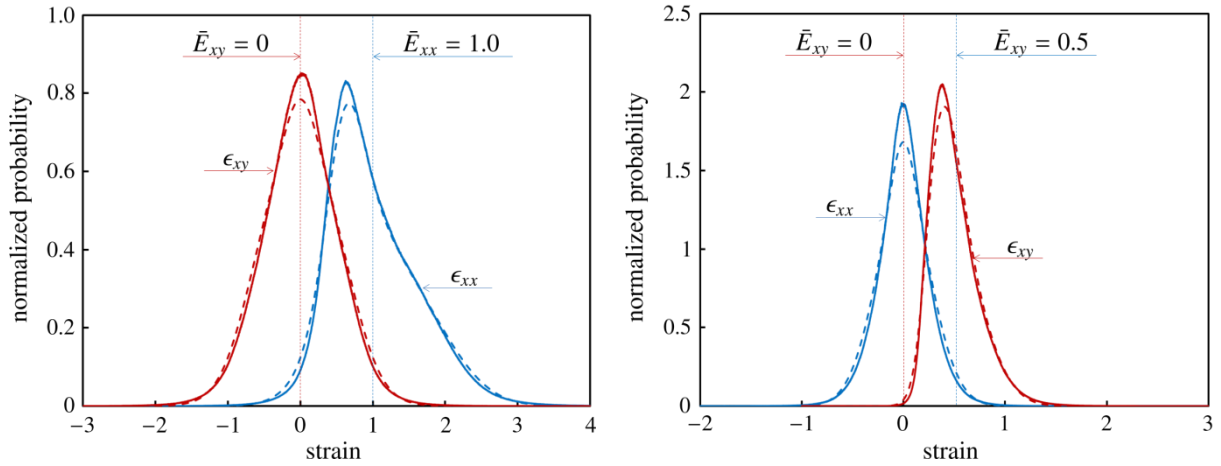 1.0
0.8
0.6
0.4
0.2
0
−3 −2 −1 0 1 2 3 4
normalized probability
strain
Ē_xy = 0
Ē_xx = 1.0
ϵ_xy
ϵ_xx
2.5
2
1.5
1
0.5
0
−2 −1 0 1 2 3
normalized probability
strain
Ē_xy = 0
Ē_xy = 0.5
ϵ_xx
ϵ_xy